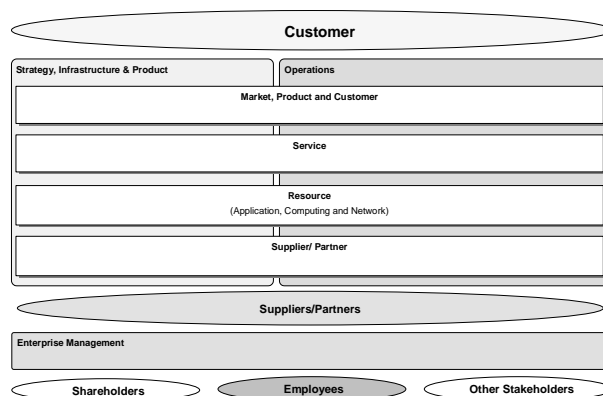 Customer
Strategy, Infrastructure & Product
Operations
Market, Product and Customer
Service
Resource
(Application, Computing and Network)
Supplier/ Partner
Suppliers/Partners
Enterprise Management
Shareholders
Employees
Other Stakeholders